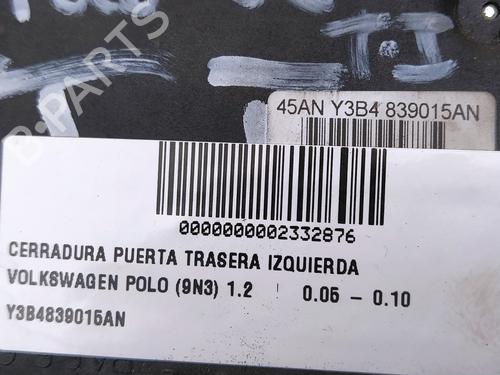 TI
45AN Y3B4 839015AN
0000000002332876
CERRADURA PUERTA TRASERA IZQUIERDA
VOLKSWAGEN POLO (9N3) 1.2 0.05 - 0.10
Y3B4839015AN
B-PARTS